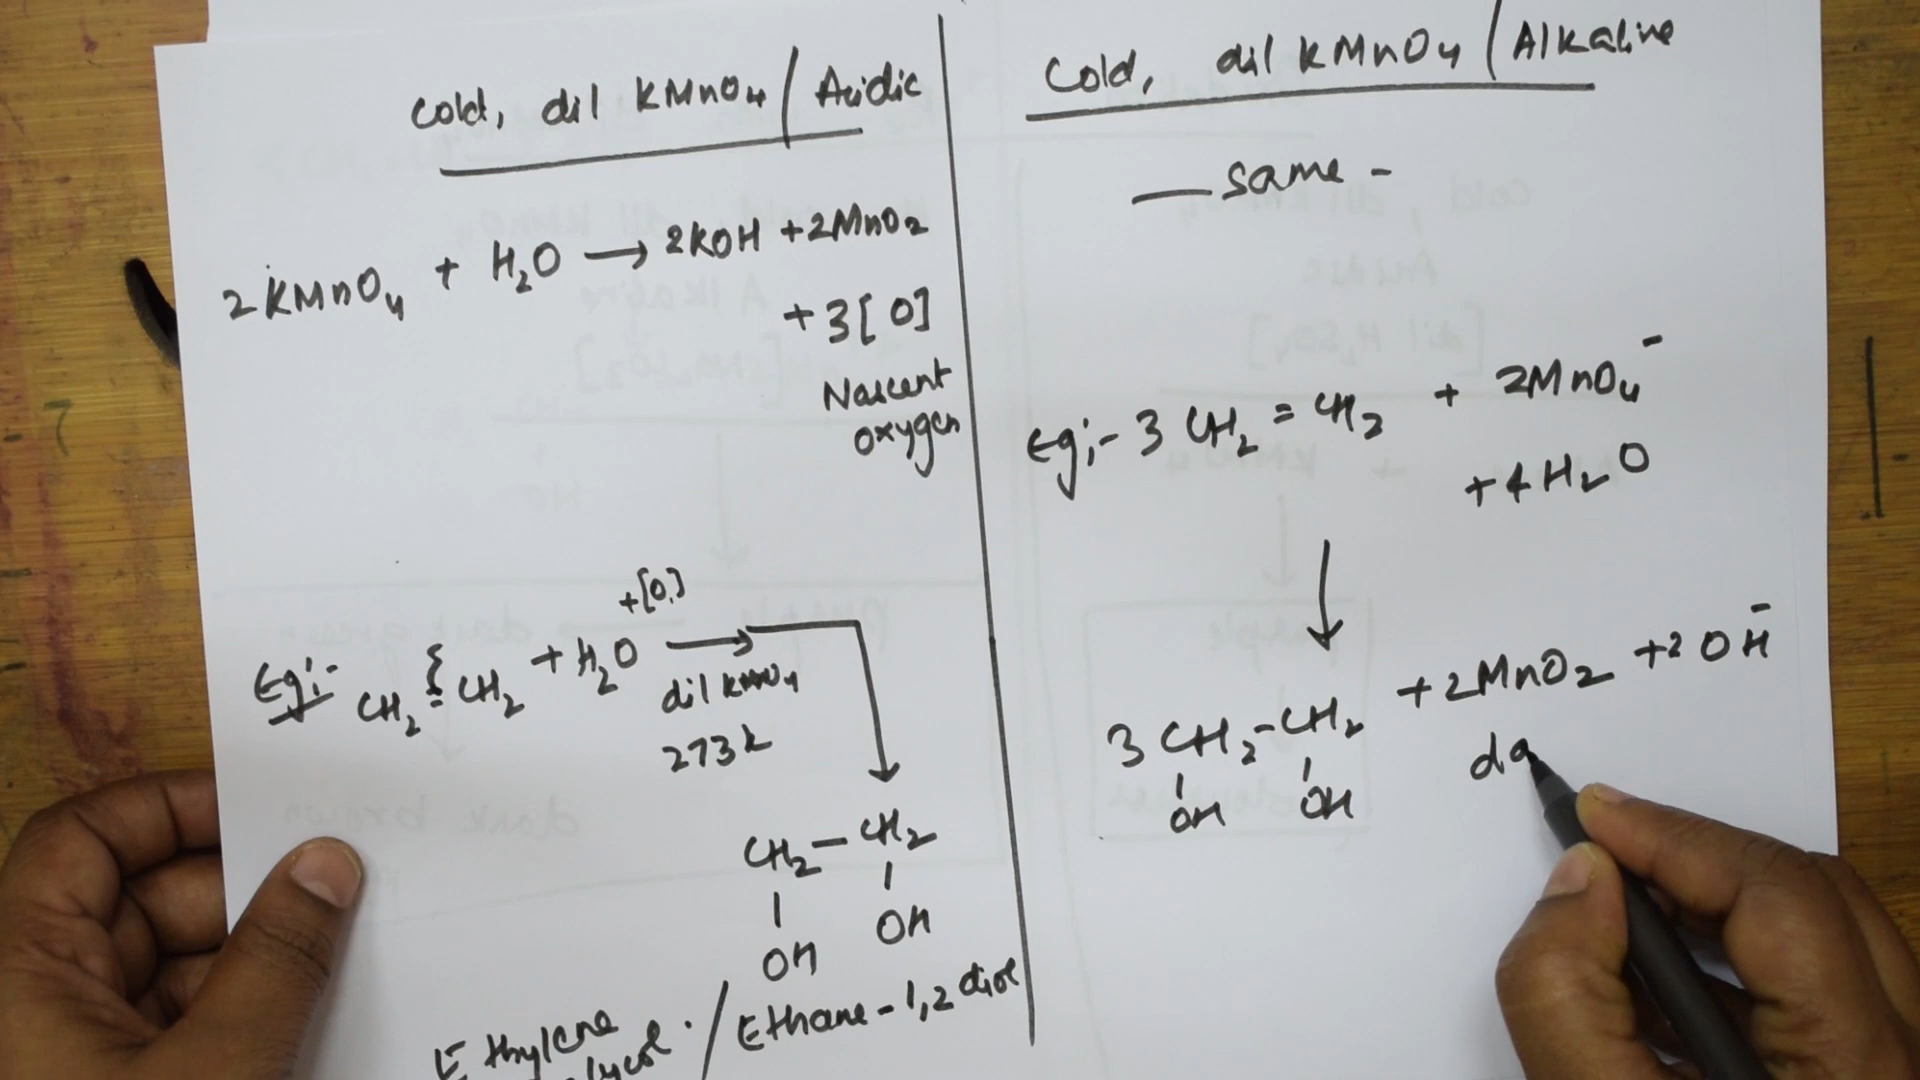 Cold, dil KMnO4 / Acidic
2KMnO4 + H2O → 2KOH + 2MnO2
+ 3[O]
Nascent
oxygen
Eg:- CH2 = CH2 + H2O → +[O]
dil KMnO4
273k
CH2 - CH2
OH OH
Ethylene / Ethane - 1,2 diol
Cold, dil KMnO4 / Alkaline
— same -
Eg:- 3 CH2 = CH2 + 2MnO4-
+ 4H2O
↓
3 CH2 - CH2 + 2MnO2 + 2OH-
OH OH da